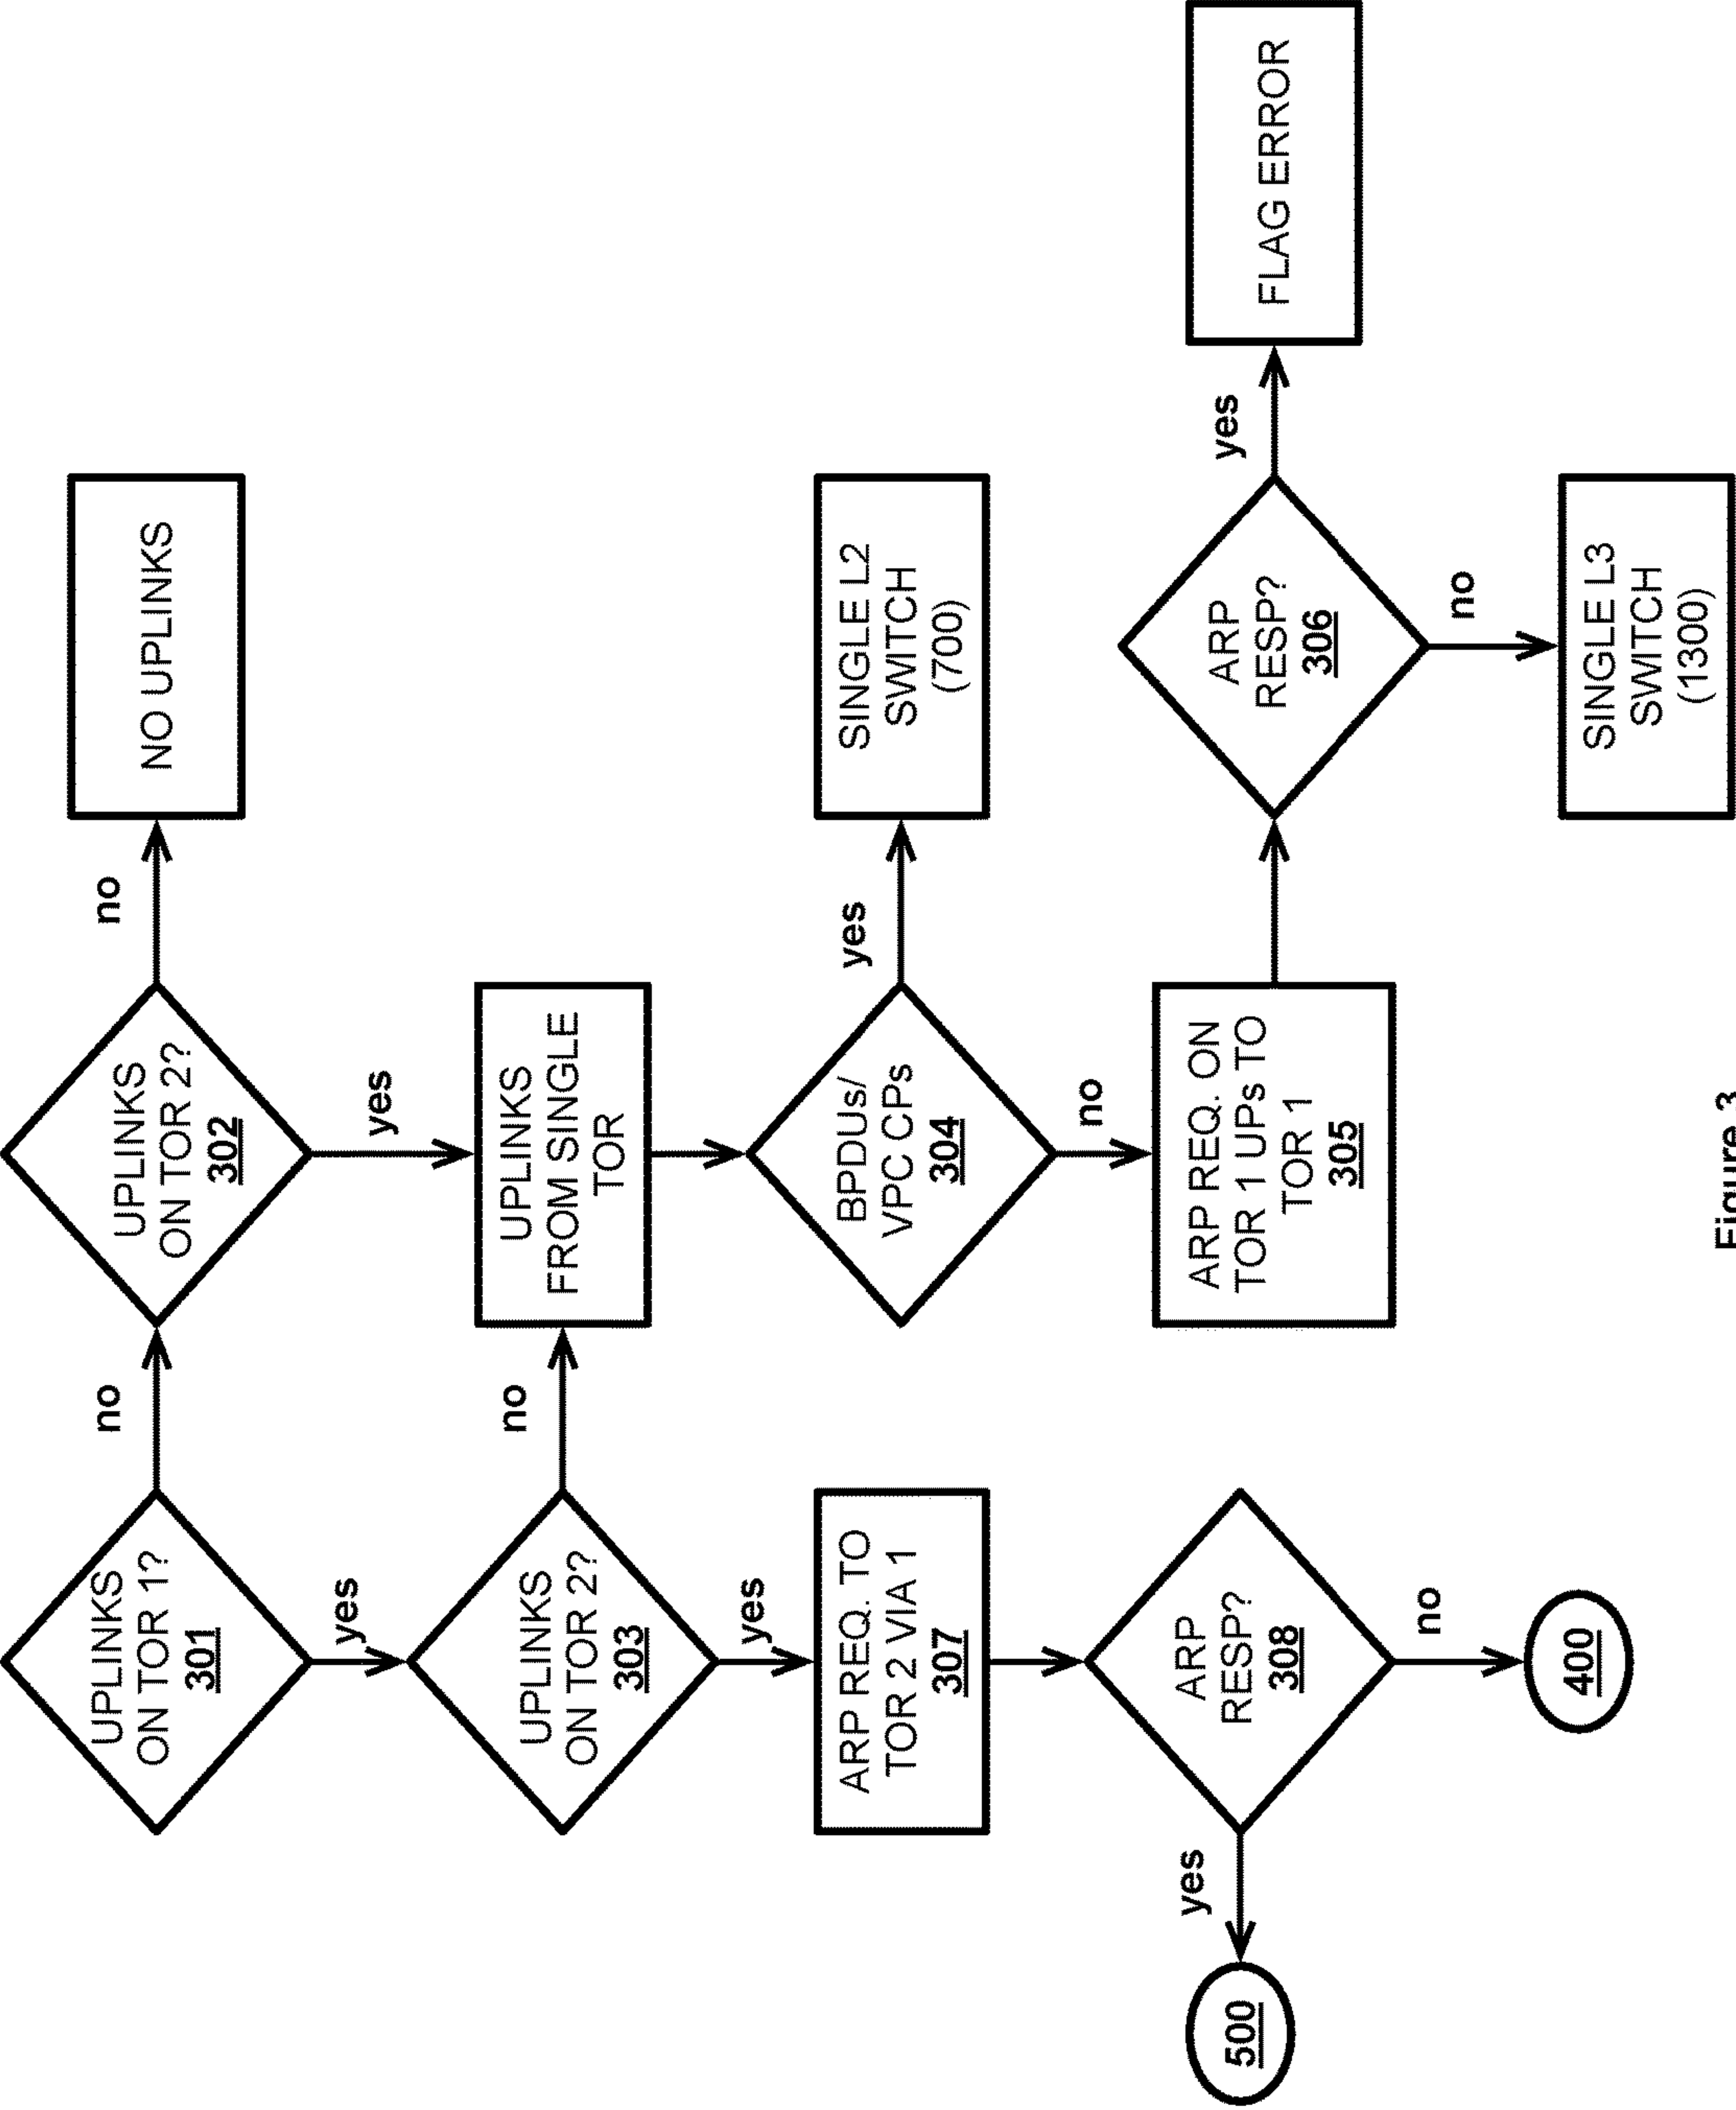 UPLINKS
ON TOR 1?
301
no
UPLINKS
ON TOR 2?
302
no
NO UPLINKS
yes
yes
UPLINKS
ON TOR 2?
303
no
UPLINKS
FROM SINGLE
TOR
yes
ARP REQ. TO
TOR 2 VIA 1
307
BPDUs/
VPC CPs
304
yes
SINGLE L2
SWITCH
(700)
no
ARP REQ. ON
TOR 1 UPs TO
TOR 1
305
ARP
RESP?
306
yes
FLAG ERROR
no
SINGLE L3
SWITCH
(1300)
ARP
RESP?
308
yes
500
no
400
Figure 3